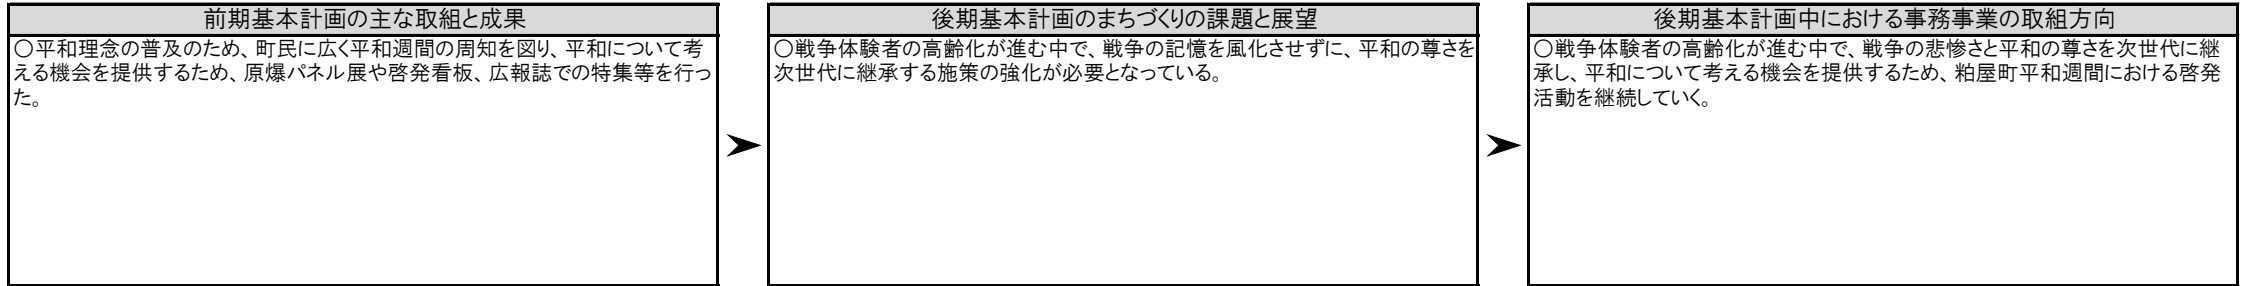 前期基本計画の主な取組と成果
〇平和理念の普及のため、町民に広く平和週間の周知を図り、平和について考
える機会を提供するため、原爆パネル展や啓発看板、広報誌での特集等を行っ
た。
後期基本計画のまちづくりの課題と展望
〇戦争体験者の高齢化が進む中で、戦争の記憶を風化させずに、平和の尊さを
次世代に継承する施策の強化が必要となっている。
後期基本計画中における事務事業の取組方向
〇戦争体験者の高齢化が進む中で、戦争の悲惨さと平和の尊さを次世代に継
承し、平和について考える機会を提供するため、粕屋町平和週間における啓発
活動を継続していく。